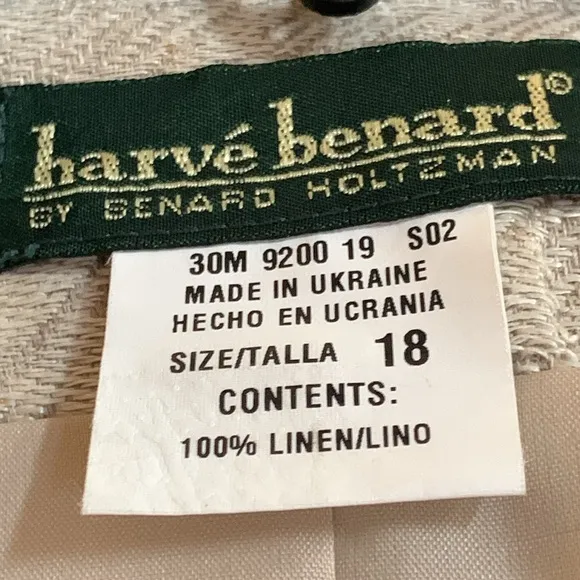 harvé benard®
BY BENARD HOLTZMAN
30M 9200 19 S02
MADE IN UKRAINE
HECHO EN UCRANIA
SIZE/TALLA 18
CONTENTS:
100% LINEN/LINO